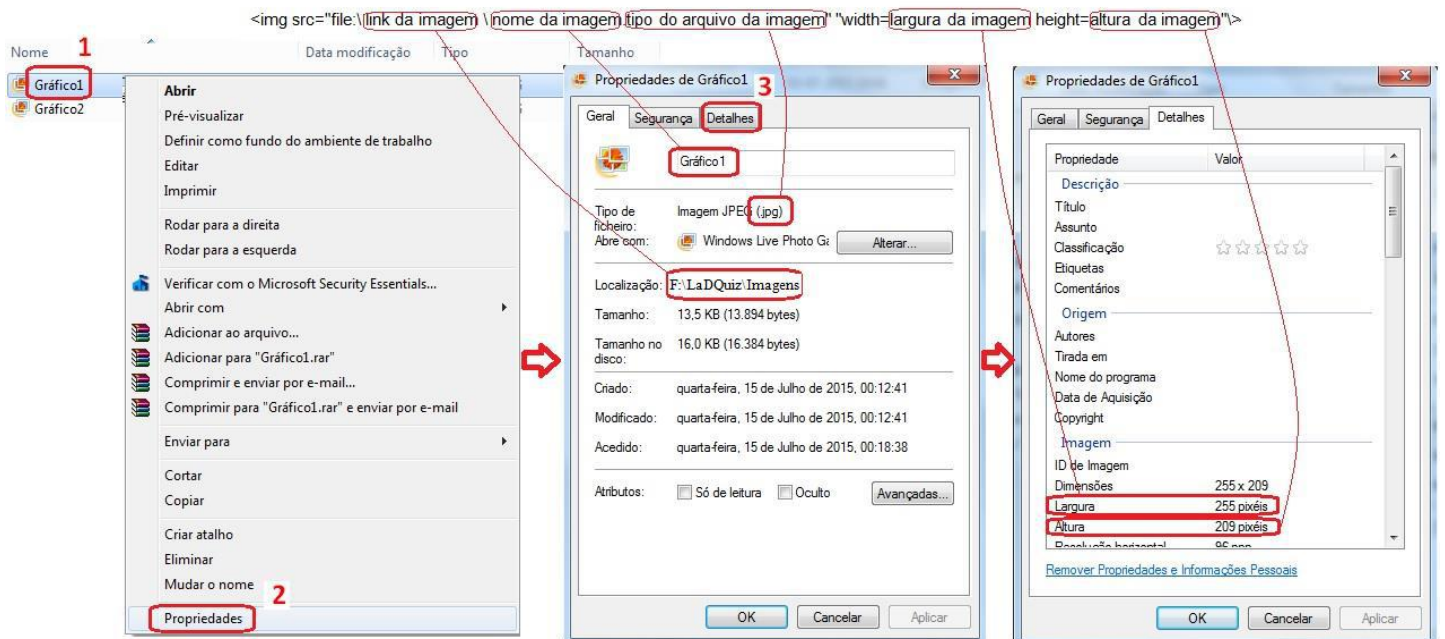 <img src="file:\link da imagem \nome da imagem.tipo do arquivo da imagem" "width=largura da imagem height=altura da imagem"\>
1
Nome Data modificação Tipo Tamanho
Gráfico1
Gráfico2
Abrir
Pré-visualizar
Definir como fundo do ambiente de trabalho
Editar
Imprimir
Rodar para a direita
Rodar para a esquerda
Verificar com o Microsoft Security Essentials...
Abrir com
Adicionar ao arquivo...
Adicionar para "Gráfico1.rar"
Comprimir e enviar por e-mail...
Comprimir para "Gráfico1.rar" e enviar por e-mail
Enviar para
Cortar
Copiar
Criar atalho
Eliminar
Mudar o nome
2
Propriedades
Propriedades de Gráfico1
3
Geral Segurança Detalhes
Gráfico1
Tipo de ficheiro: Imagem JPEG (.jpg)
Abre com: Windows Live Photo Ga Alterar...
Localização: F:\LaDQuiz\Imagens
Tamanho: 13,5 KB (13.894 bytes)
Tamanho no disco: 16,0 KB (16.384 bytes)
Criado: quarta-feira, 15 de Julho de 2015, 00:12:41
Modificado: quarta-feira, 15 de Julho de 2015, 00:12:41
Acedido: quarta-feira, 15 de Julho de 2015, 00:18:38
Atributos: Só de leitura Oculto Avançadas...
OK Cancelar Aplicar
Propriedades de Gráfico1
Geral Segurança Detalhes
Propriedade Valor
Descrição
Título
Assunto
Classificação
Etiquetas
Comentários
Origem
Autores
Tirada em
Nome do programa
Data de Aquisição
Copyright
Imagem
ID de Imagem
Dimensões 255 x 209
Largura 255 pixéis
Altura 209 pixéis
Resolução horizontal 96 ppp
Remover Propriedades e Informações Pessoais
OK Cancelar Aplicar